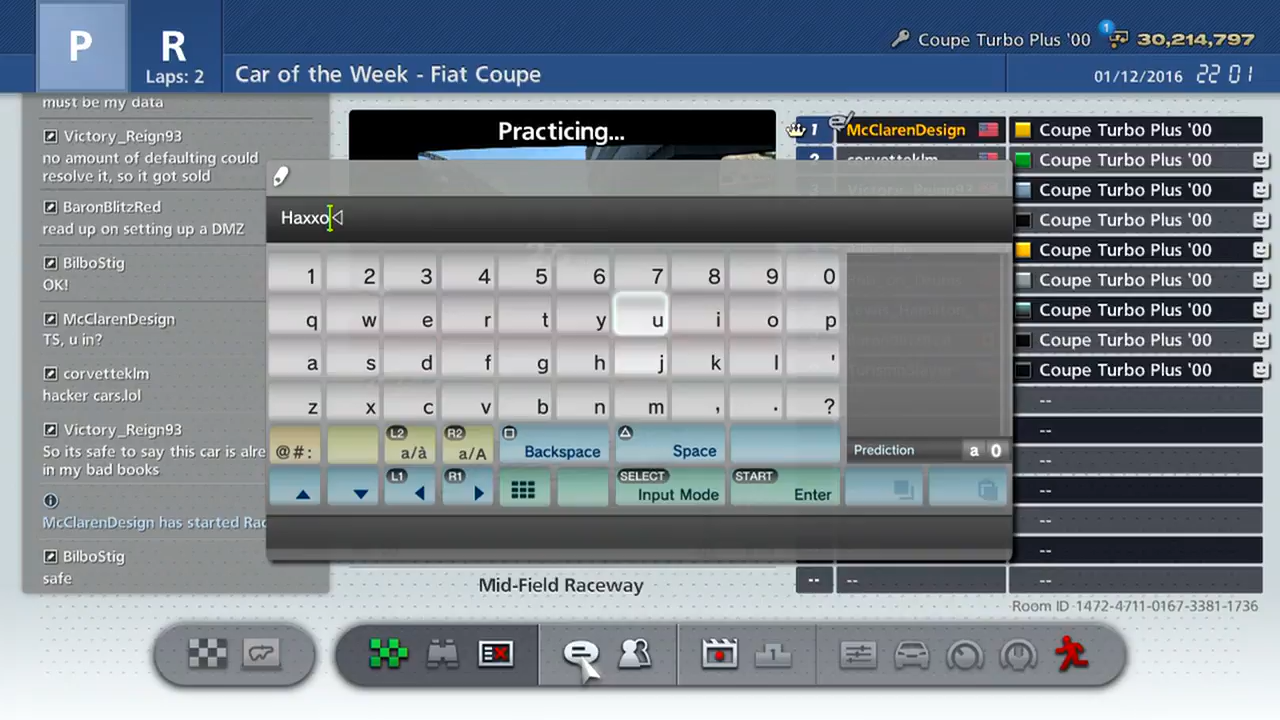 P
R
Laps: 2
Coupe Turbo Plus '00
1
30,214,797
Car of the Week - Fiat Coupe
01/12/2016 22 01
must be my data
Victory_Reign93
no amount of defaulting could
resolve it, so it got sold
BaronBlitzRed
read up on setting up a DMZ
BilboStig
OK!
McClarenDesign
TS, u in?
corvetteklm
hacker cars.lol
Victory_Reign93
So its safe to say this car is alre
in my bad books
McClarenDesign has started Rac
BilboStig
safe
Practicing...
Haxxo
1 2 3 4 5 6 7 8 9 0
q w e r t y u i o p
a s d f g h j k l '
z x c v b n m , . ?
@#: L2 a/à R2 a/A Backspace Space
L1 R1 SELECT Input Mode START Enter
Prediction a 0
1 McClarenDesign Coupe Turbo Plus '00
2 corvetteklm Coupe Turbo Plus '00
3 Victory_Reign93 Coupe Turbo Plus '00
Coupe Turbo Plus '00
Coupe Turbo Plus '00
Coupe Turbo Plus '00
Coupe Turbo Plus '00
Coupe Turbo Plus '00
Coupe Turbo Plus '00
--
--
--
--
--
--
-- -- --
Mid-Field Raceway
Room ID 1472-4711-0167-3381-1736